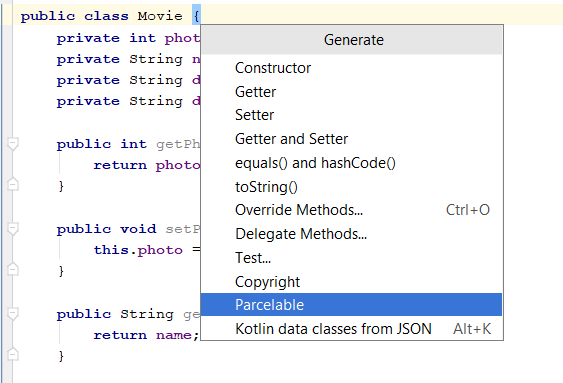 public class Movie {
private int phot
private String n
private String d
private String d
public int getPh
return photo
}
public void setP
this.photo =
}
public String ge
return name;
}
Generate
Constructor
Getter
Setter
Getter and Setter
equals() and hashCode()
toString()
Override Methods... Ctrl+O
Delegate Methods...
Test...
Copyright
Parcelable
Kotlin data classes from JSON Alt+K